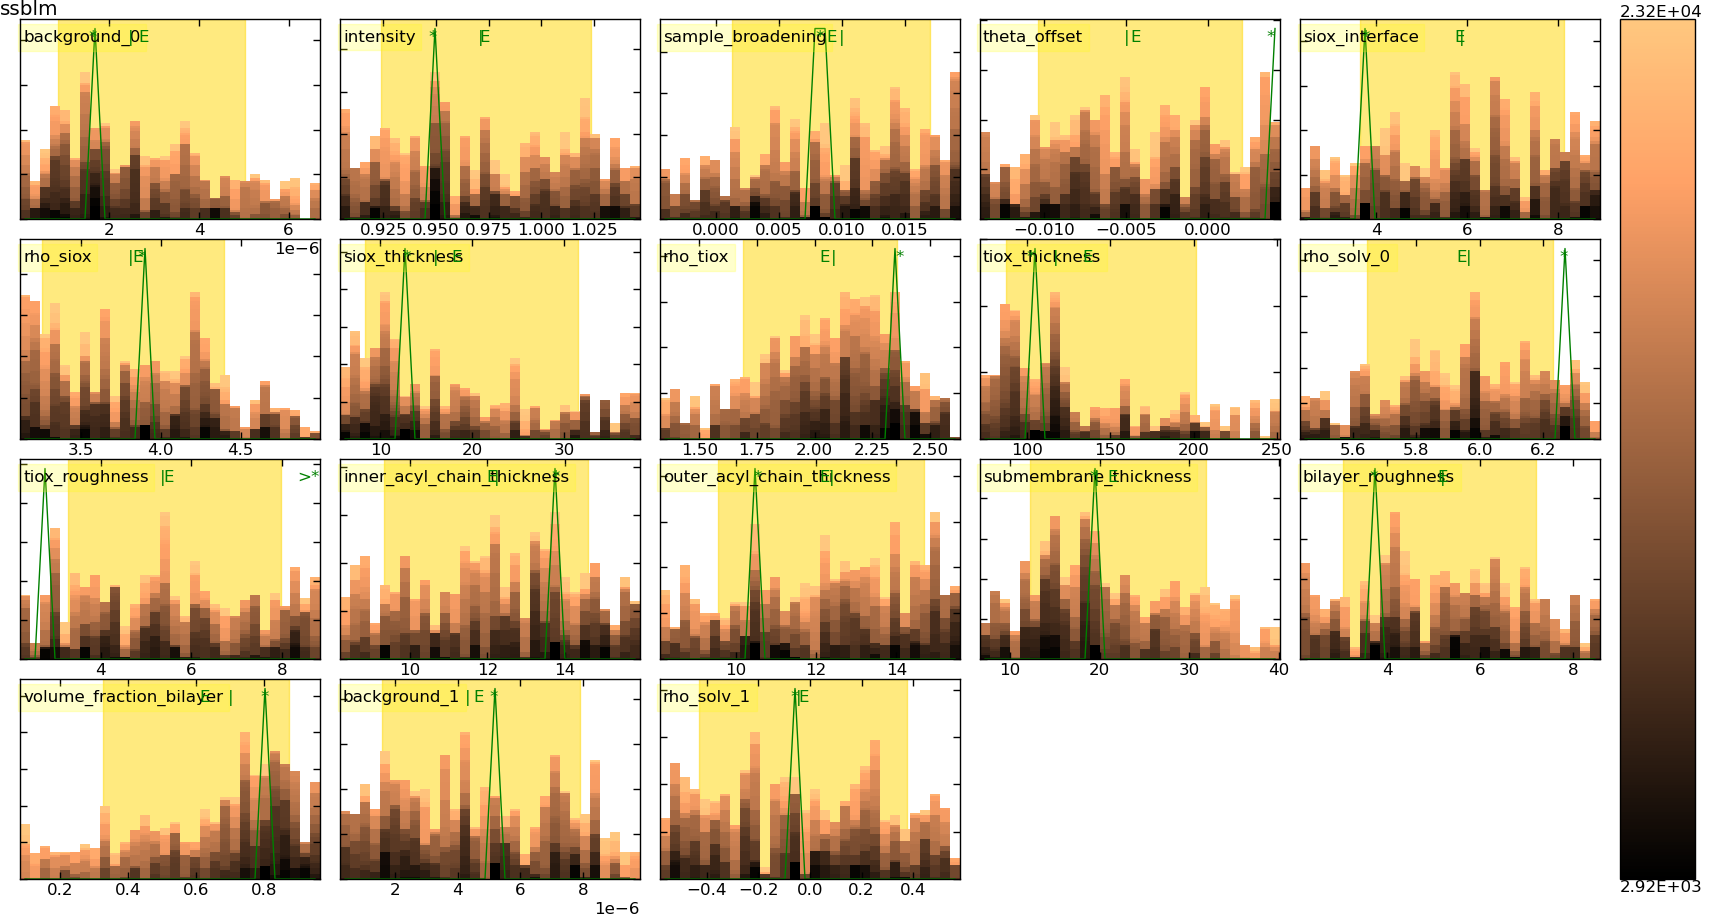 ssblm
2.32E+04
background_0 | E
intensity * |E
sample_broadening E |
theta_offset | E *
siox_interface E
2 4 6
0.925 0.950 0.975 1.000 1.025
0.000 0.005 0.010 0.015
−0.010 −0.005 0.000
4 6 8
1e−6
rho_siox |E
siox_thickness | E
rho_tiox E | *
tiox_thickness | E
rho_solv_0 E | *
3.5 4.0 4.5
10 20 30
1.50 1.75 2.00 2.25 2.50
100 150 200 250
5.6 5.8 6.0 6.2
tiox_roughness |E >*
inner_acyl_chain_thickness
outer_acyl_chain_thickness
submembrane_thickness
bilayer_roughness
4 6 8
10 12 14
10 12 14
10 20 30 40
4 6 8
volume_fraction_bilayer E | *
background_1 | E *
rho_solv_1 *|E
0.2 0.4 0.6 0.8
2 4 6 8
1e−6
−0.4 −0.2 0.0 0.2 0.4
2.92E+03